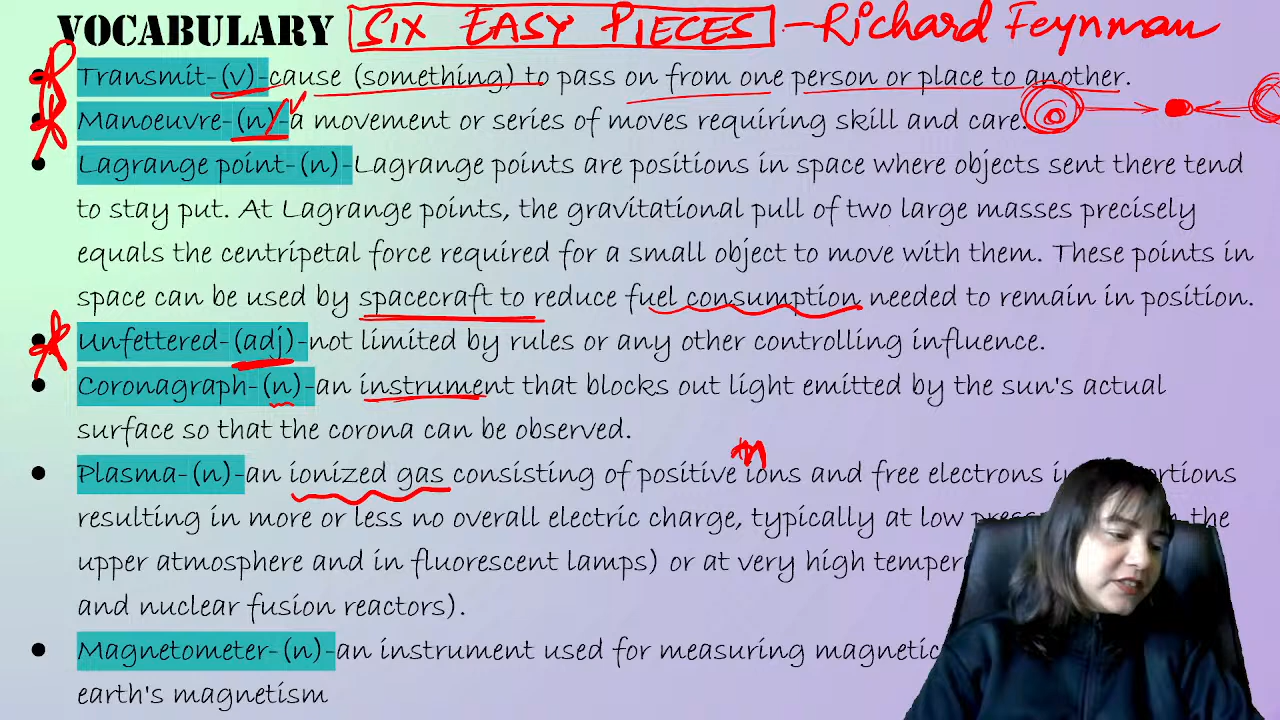 VOCABULARY SIX EASY PIECES - Richard Feynman
• Transmit-(v)-cause (something) to pass on from one person or place to another.
• Manoeuvre-(n)/v-a movement or series of moves requiring skill and care.
• Lagrange point-(n)-Lagrange points are positions in space where objects sent there tend
to stay put. At Lagrange points, the gravitational pull of two large masses precisely
equals the centripetal force required for a small object to move with them. These points in
space can be used by spacecraft to reduce fuel consumption needed to remain in position.
• Unfettered-(adj)-not limited by rules or any other controlling influence.
• Coronagraph-(n)-an instrument that blocks out light emitted by the sun's actual
surface so that the corona can be observed.
• Plasma-(n)-an ionized gas consisting of positive ions and free electrons in
resulting in more or less no overall electric charge, typically at low the
upper atmosphere and in fluorescent lamps) or at very high
and nuclear fusion reactors).
• Magnetometer-(n)-an instrument used for measuring magnetic
earth's magnetism